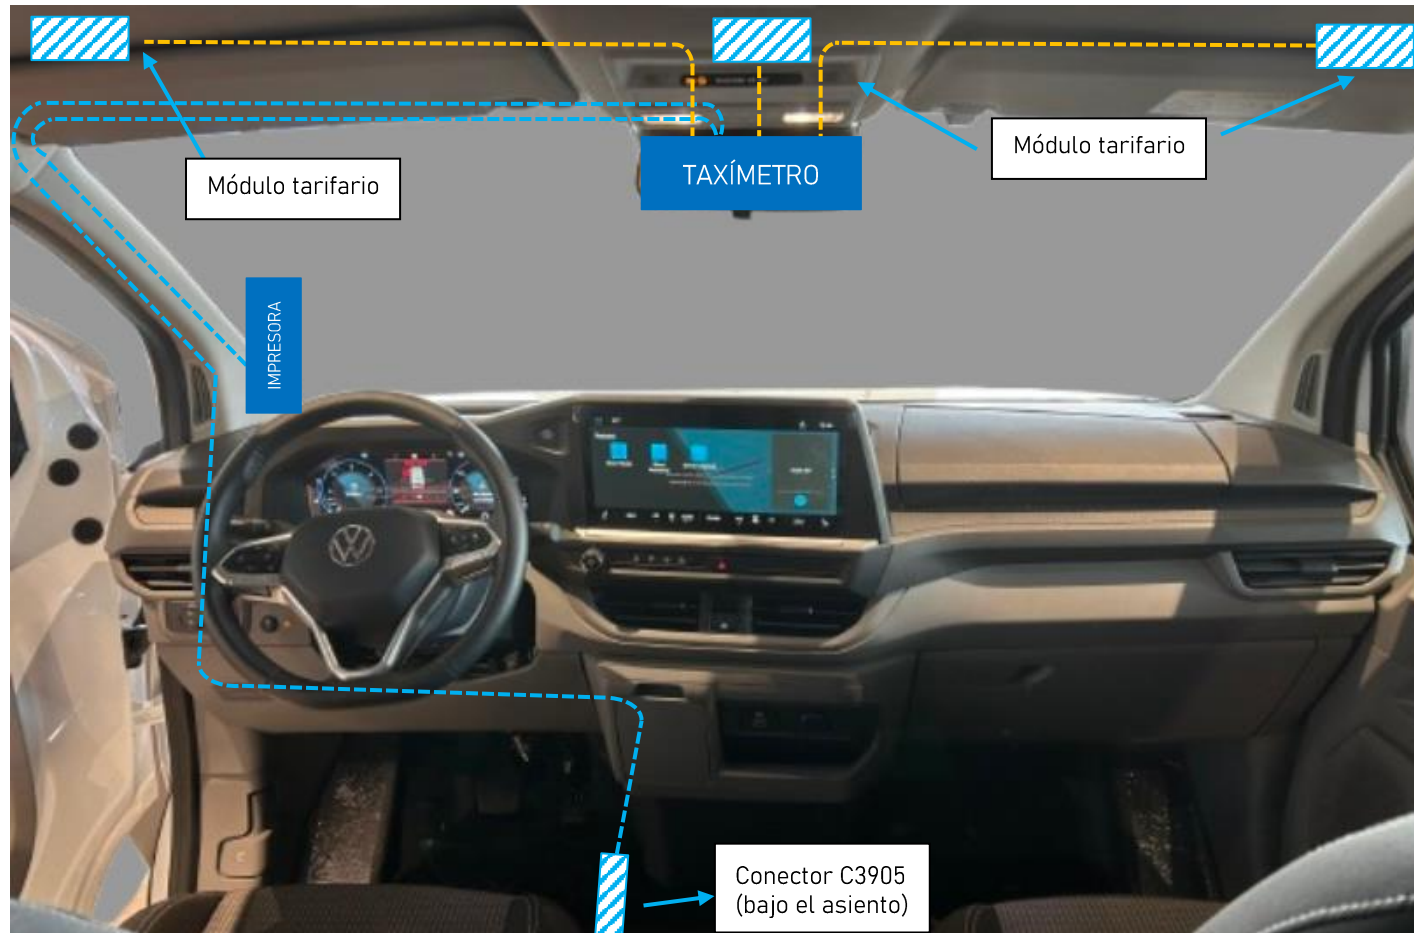 Módulo tarifario
TAXÍMETRO
Módulo tarifario
IMPRESORA
Conector C3905
(bajo el asiento)